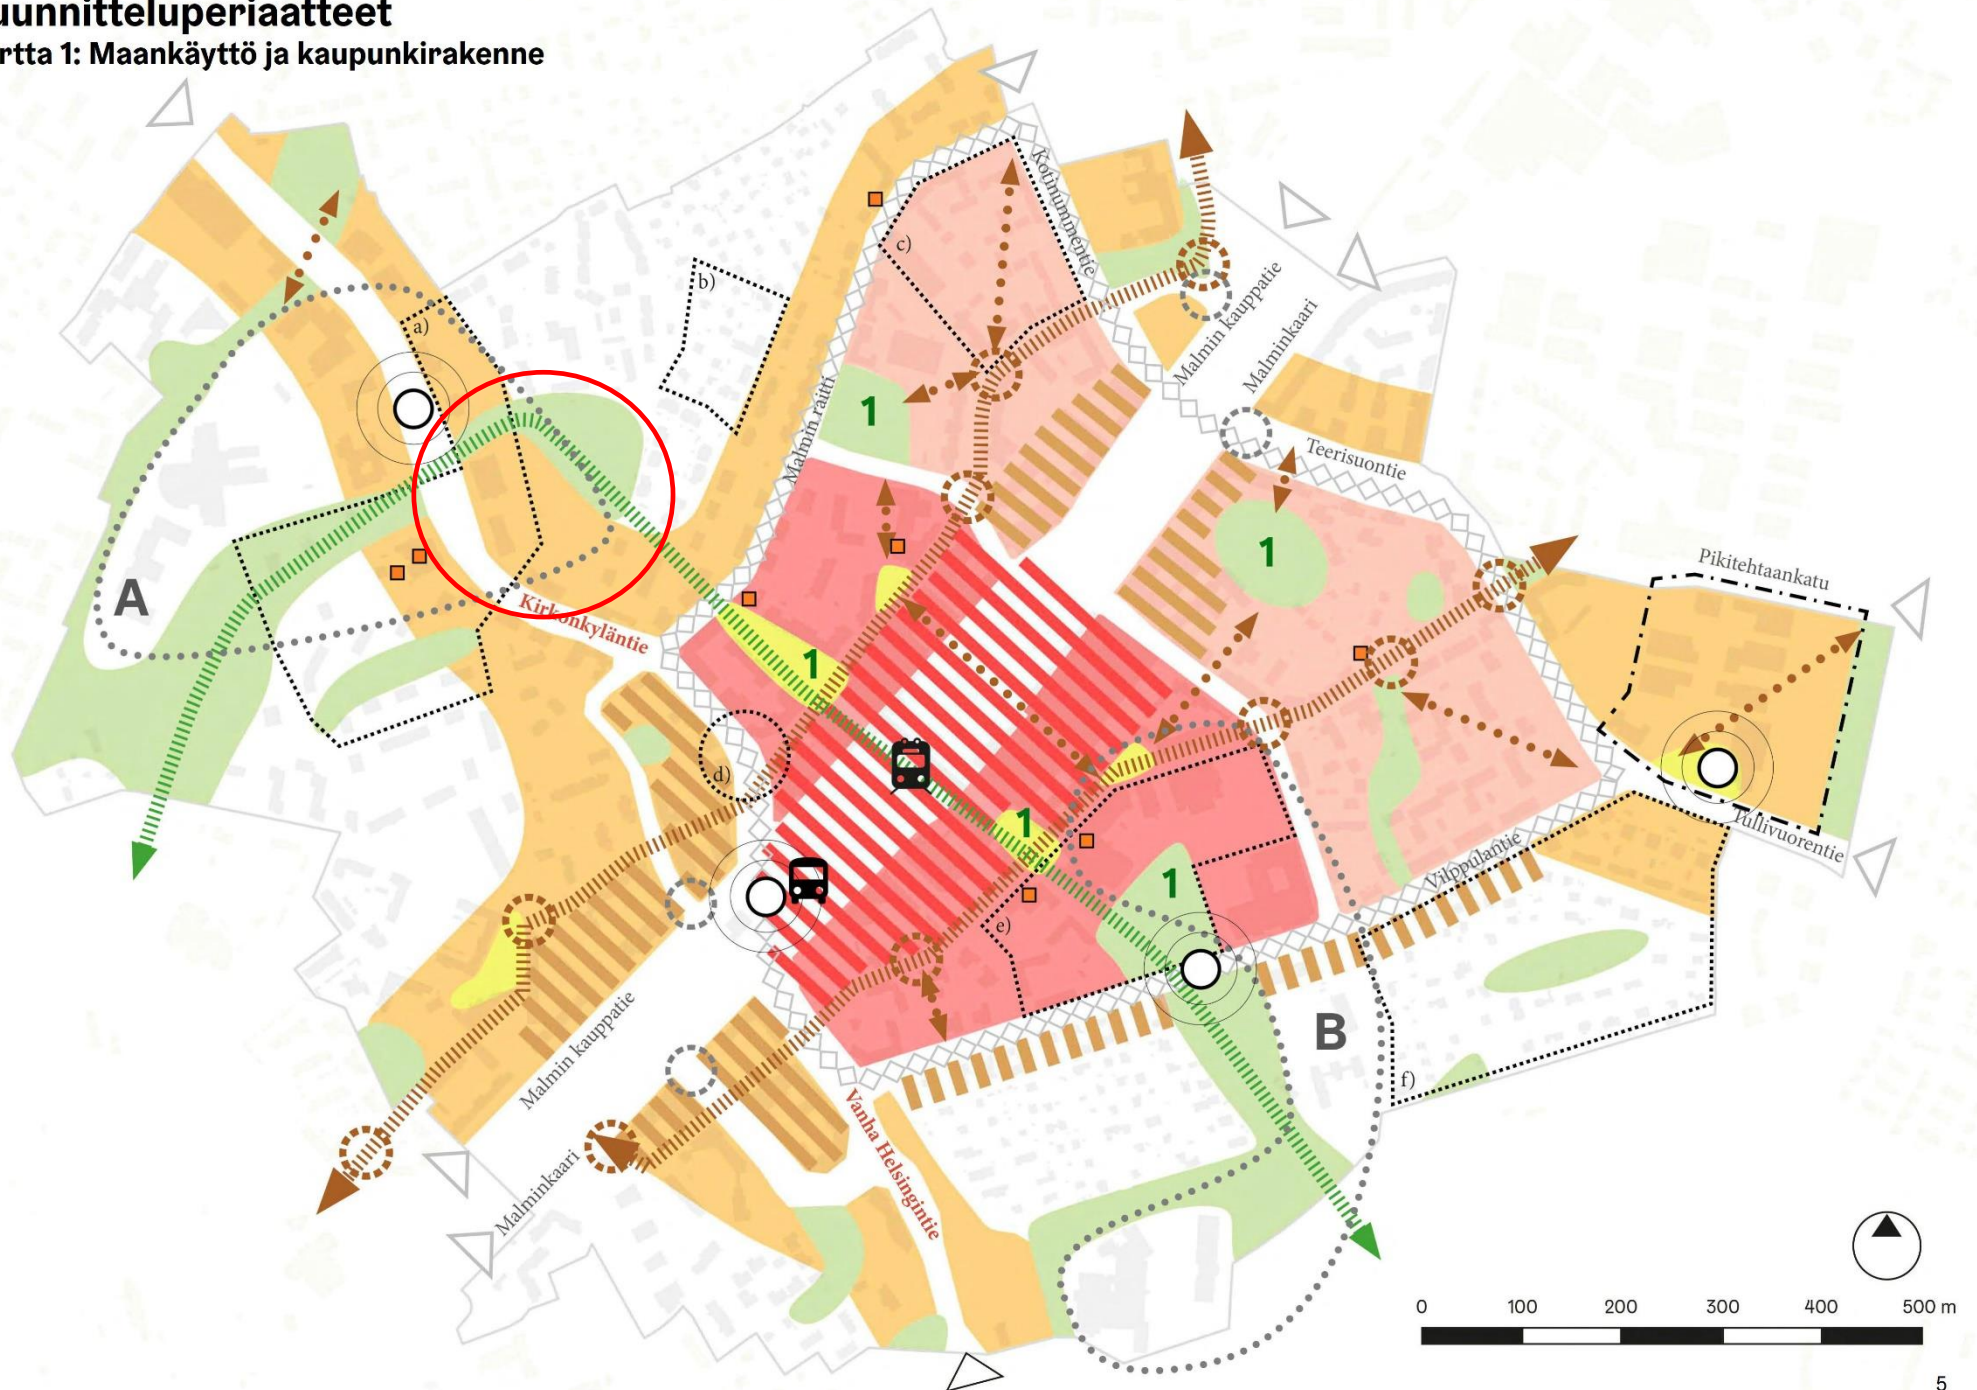 uunnitteluperiaatteet
rtta 1: Maankäyttö ja kaupunkirakenne
Kotinummentie
c)
b)
Malmin kauppatie
Malminkaari
a)
1
Malmin raitti
Teerisuontie
1
A
Pikitehtaankatu
Kirkonkyläntie
1
d)
1
Tullivuorentie
Vilppulantie
1
e)
B
Malmin kauppatie
f)
Vanha Helsingintie
Malminkaari
0 100 200 300 400 500 m
5